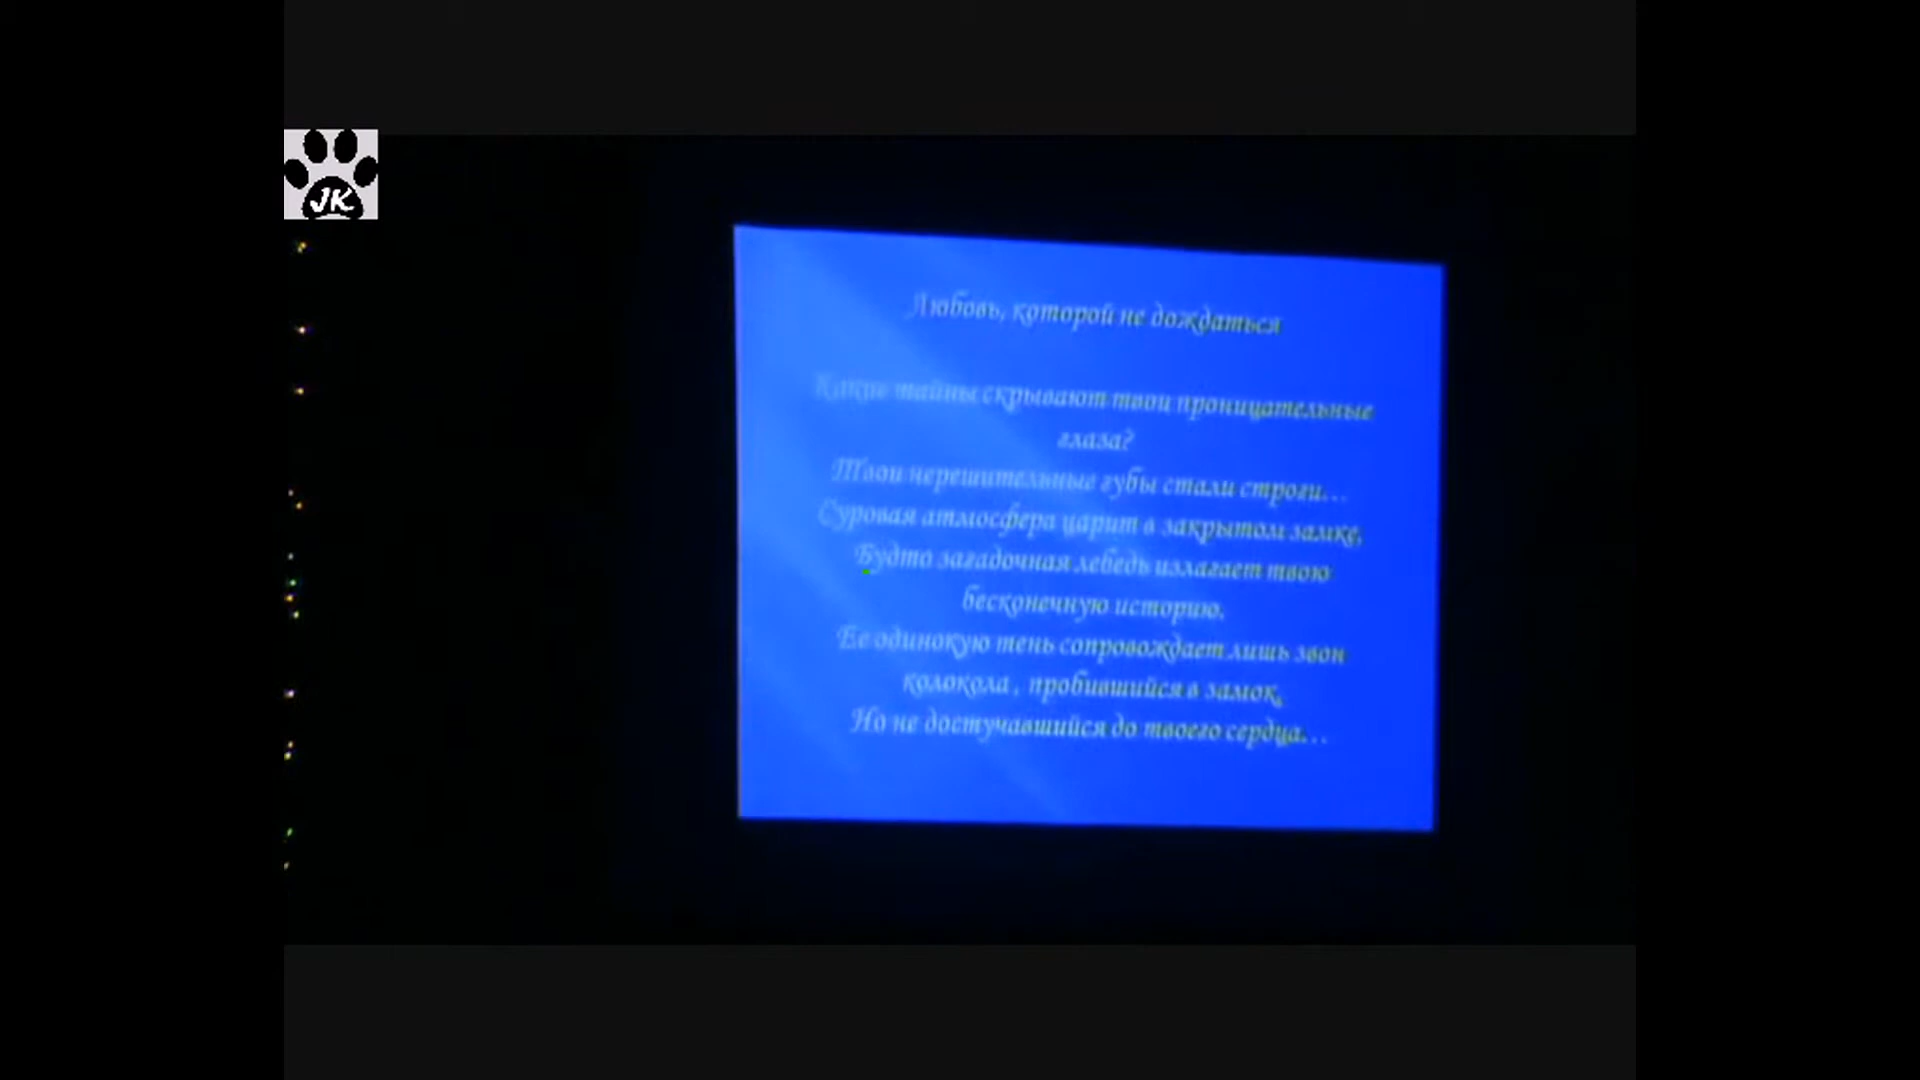 JK
Любовь, которой не дождаться
Какие тайны скрывают твои проницательные
глаза?
Твои нерешительные губы стали строги...
Суровая атмосфера царит в закрытом замке,
Будто загадочная лебедь излагает твою
бесконечную историю.
Ее одинокую тень сопровождает лишь звон
колокола , пробившийся в замок,
Но не достучавшийся до твоего сердца...